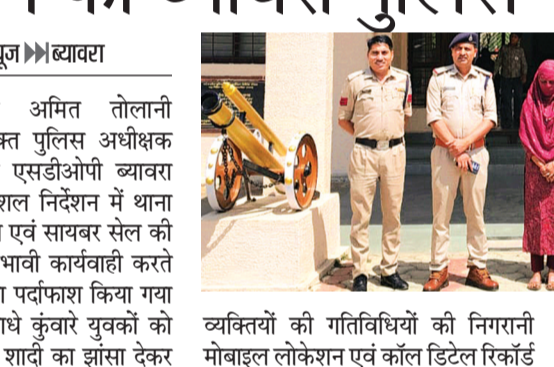 ब्यावरा
अमित तोलानी
पुलिस अधीक्षक
एसडीओपी ब्यावरा
निर्देशन में थाना
एवं सायबर सेल की
कार्यवाही करते
पर्दाफाश किया गया
कुंवारे युवकों को
शादी का झांसा देकर
व्यक्तियों की गतिविधियों की निगरानी
मोबाइल लोकेशन एवं कॉल डिटेल रिकॉर्ड